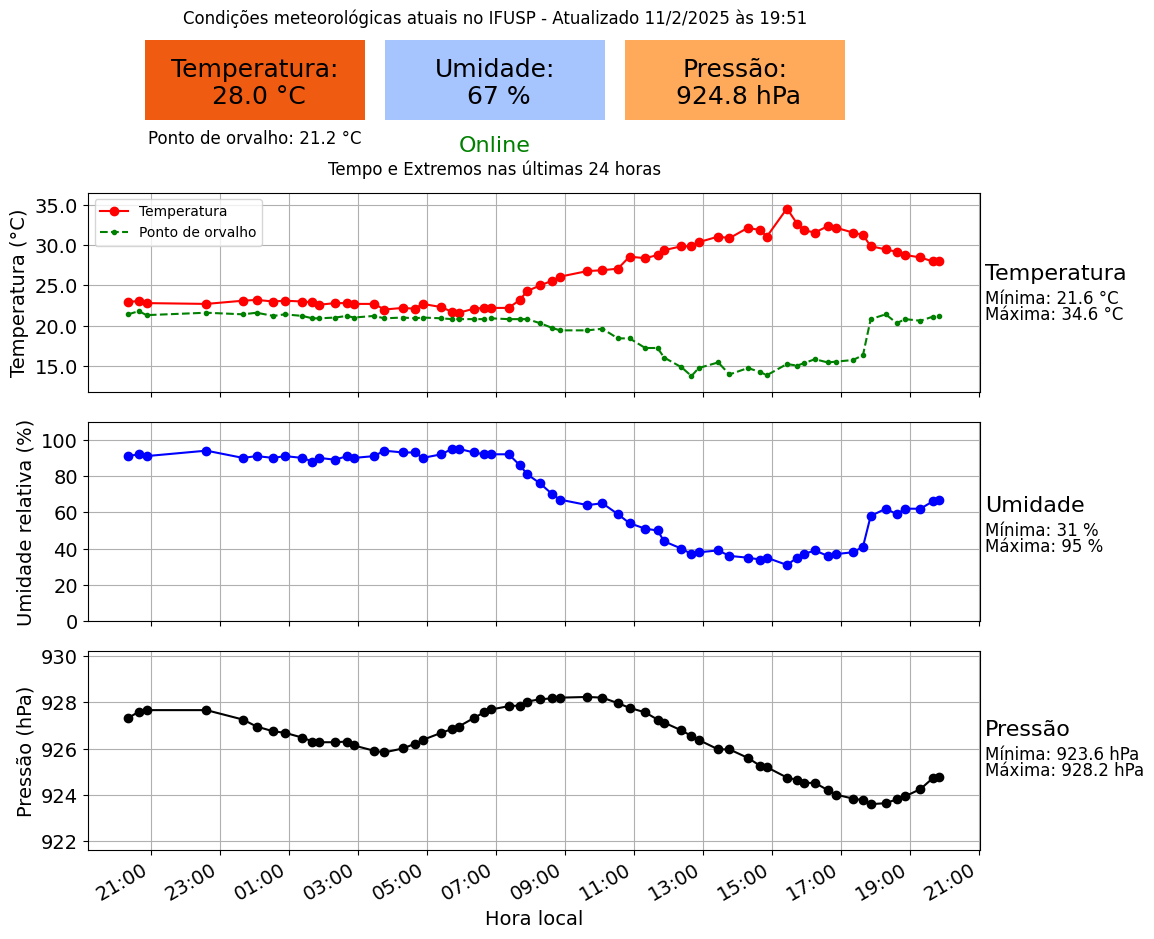 Condições meteorológicas atuais no IFUSP - Atualizado 11/2/2025 às 19:51
Temperatura:
28.0 °C
Umidade:
67 %
Pressão:
924.8 hPa
Ponto de orvalho: 21.2 °C
Online
Tempo e Extremos nas últimas 24 horas
Temperatura (°C)
35.0
30.0
25.0
20.0
15.0
Temperatura
Ponto de orvalho
Temperatura
Mínima: 21.6 °C
Máxima: 34.6 °C
Umidade relativa (%)
100
80
60
40
20
0
Umidade
Mínima: 31 %
Máxima: 95 %
Pressão (hPa)
930
928
926
924
922
Pressão
Mínima: 923.6 hPa
Máxima: 928.2 hPa
21:00 23:00 01:00 03:00 05:00 07:00 09:00 11:00 13:00 15:00 17:00 19:00 21:00
Hora local